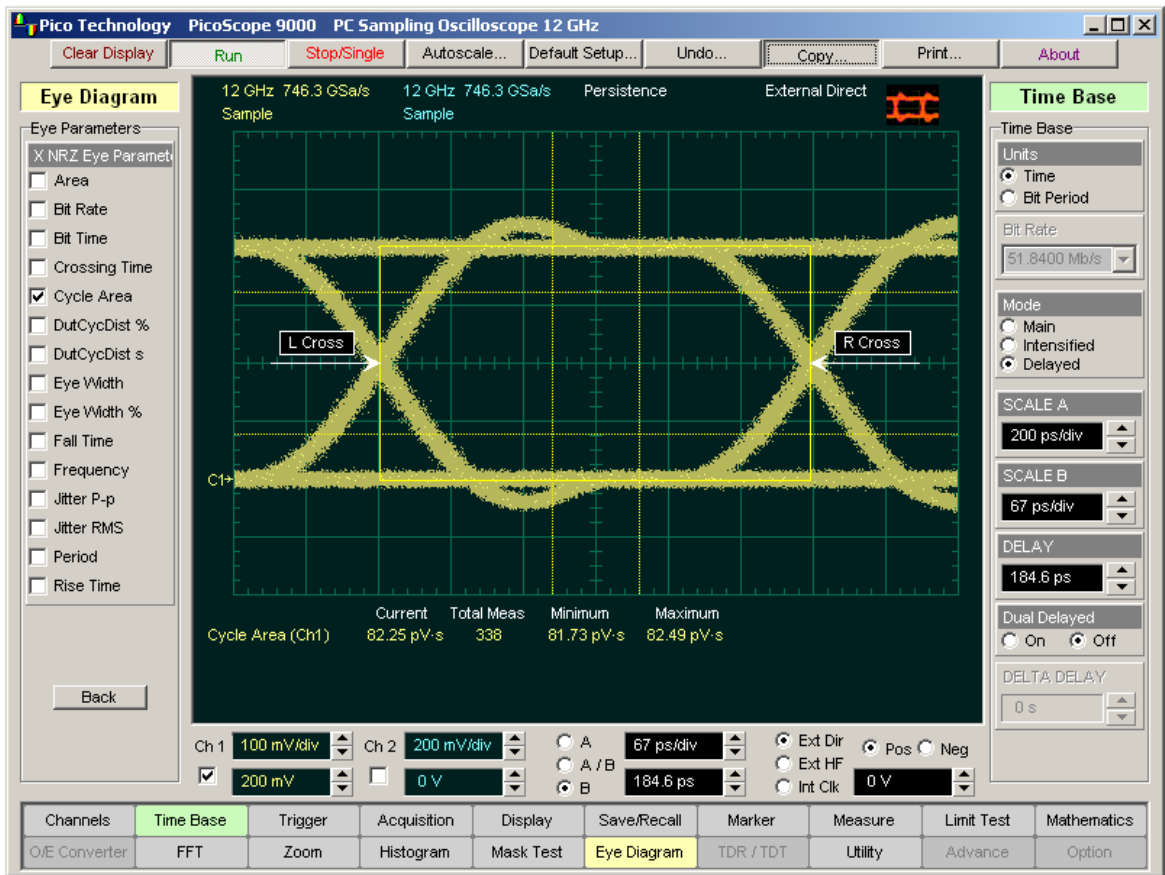 Pico Technology PicoScope 9000 PC Sampling Oscilloscope 12 GHz
Clear Display Run Stop/Single Autoscale... Default Setup... Undo... Copy... Print... About
Eye Diagram
Eye Parameters
X NRZ Eye Paramet
Area
Bit Rate
Bit Time
Crossing Time
Cycle Area
DutCycDist %
DutCycDist s
Eye Width
Eye Width %
Fall Time
Frequency
Jitter P-p
Jitter RMS
Period
Rise Time
Back
12 GHz 746.3 GSa/s 12 GHz 746.3 GSa/s Persistence External Direct
Sample Sample
L Cross R Cross
C1
Current Total Meas Minimum Maximum
Cycle Area (Ch1) 82.25 pV·s 338 81.73 pV·s 82.49 pV·s
Time Base
Time Base
Units
Time
Bit Period
Bit Rate
51.8400 Mb/s
Mode
Main
Intensified
Delayed
SCALE A
200 ps/div
SCALE B
67 ps/div
DELAY
184.6 ps
Dual Delayed
On Off
DELTA DELAY
0 s
Ch 1 100 mV/div Ch 2 200 mV/div A 67 ps/div Ext Dir Pos Neg
A / B Ext HF
200 mV 0 V B 184.6 ps Int Clk 0 V
Channels Time Base Trigger Acquisition Display Save/Recall Marker Measure Limit Test Mathematics
O/E Converter FFT Zoom Histogram Mask Test Eye Diagram TDR / TDT Utility Advance Option